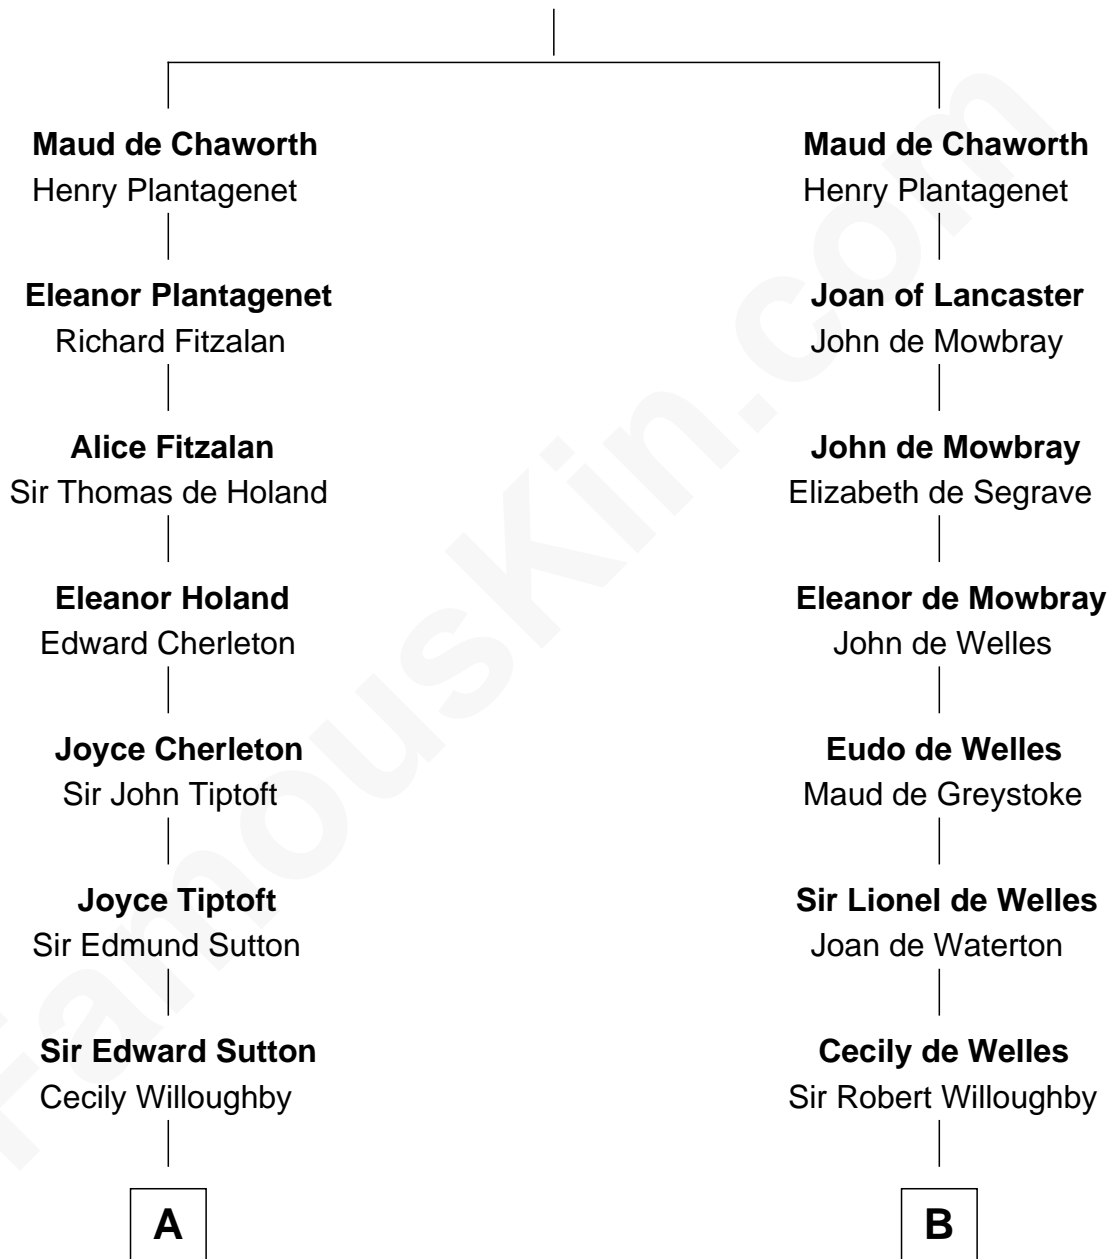 Maud de Chaworth
Henry Plantagenet
Eleanor Plantagenet
Richard Fitzalan
Alice Fitzalan
Sir Thomas de Holand
Eleanor Holand
Edward Cherleton
Joyce Cherleton
Sir John Tiptoft
Joyce Tiptoft
Sir Edmund Sutton
Sir Edward Sutton
Cecily Willoughby
A
Maud de Chaworth
Henry Plantagenet
Joan of Lancaster
John de Mowbray
John de Mowbray
Elizabeth de Segrave
Eleanor de Mowbray
John de Welles
Eudo de Welles
Maud de Greystoke
Sir Lionel de Welles
Joan de Waterton
Cecily de Welles
Sir Robert Willoughby
B
FamousKin.com